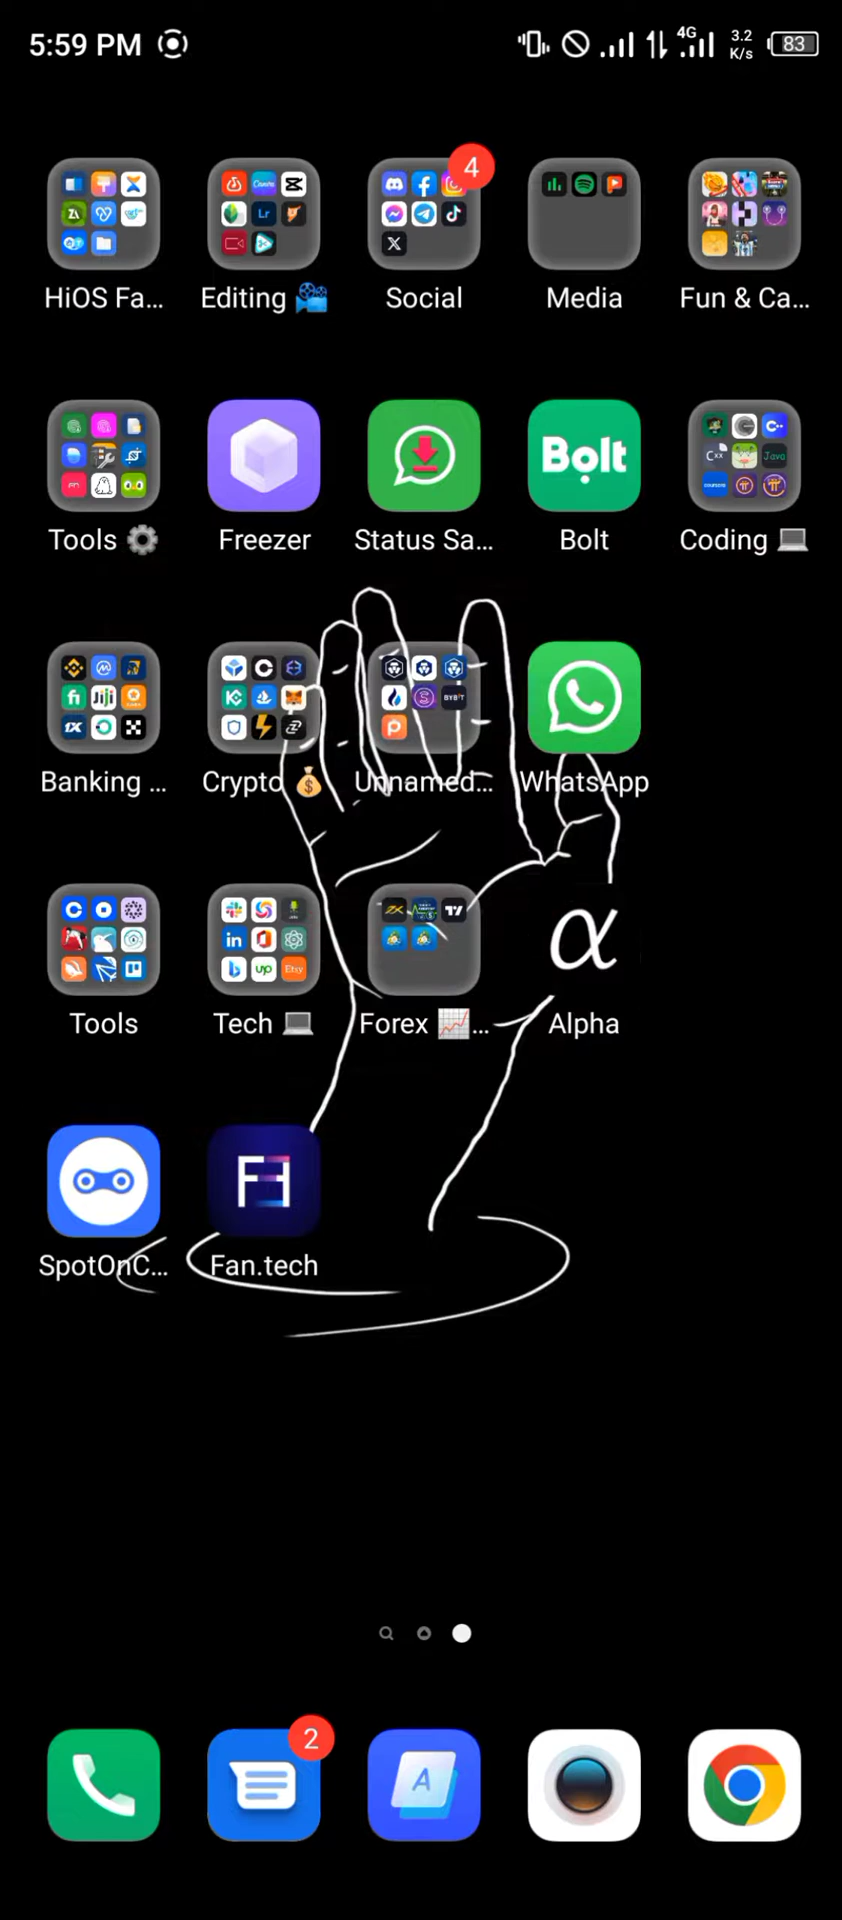 5:59 PM 4G 3.2 K/s 83
4
HiOS Fa... Editing 🎥 Social Media Fun & Ca...
Bolt
Tools ⚙️ Freezer Status Sa... Bolt Coding 💻
Banking ... Crypto 💰 Unnamed... WhatsApp
α
Tools Tech 💻 Forex 📈... Alpha
SpotOnC... Fan.tech
2
A